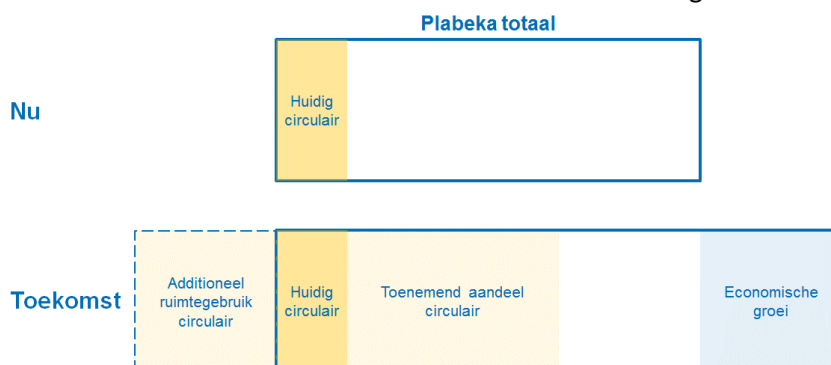 Plabeka totaal
Nu
Huidig
circulair
Toekomst
Additioneel
ruimtegebruik
circulair
Huidig
circulair
Toenemend aandeel
circulair
Economische
groei